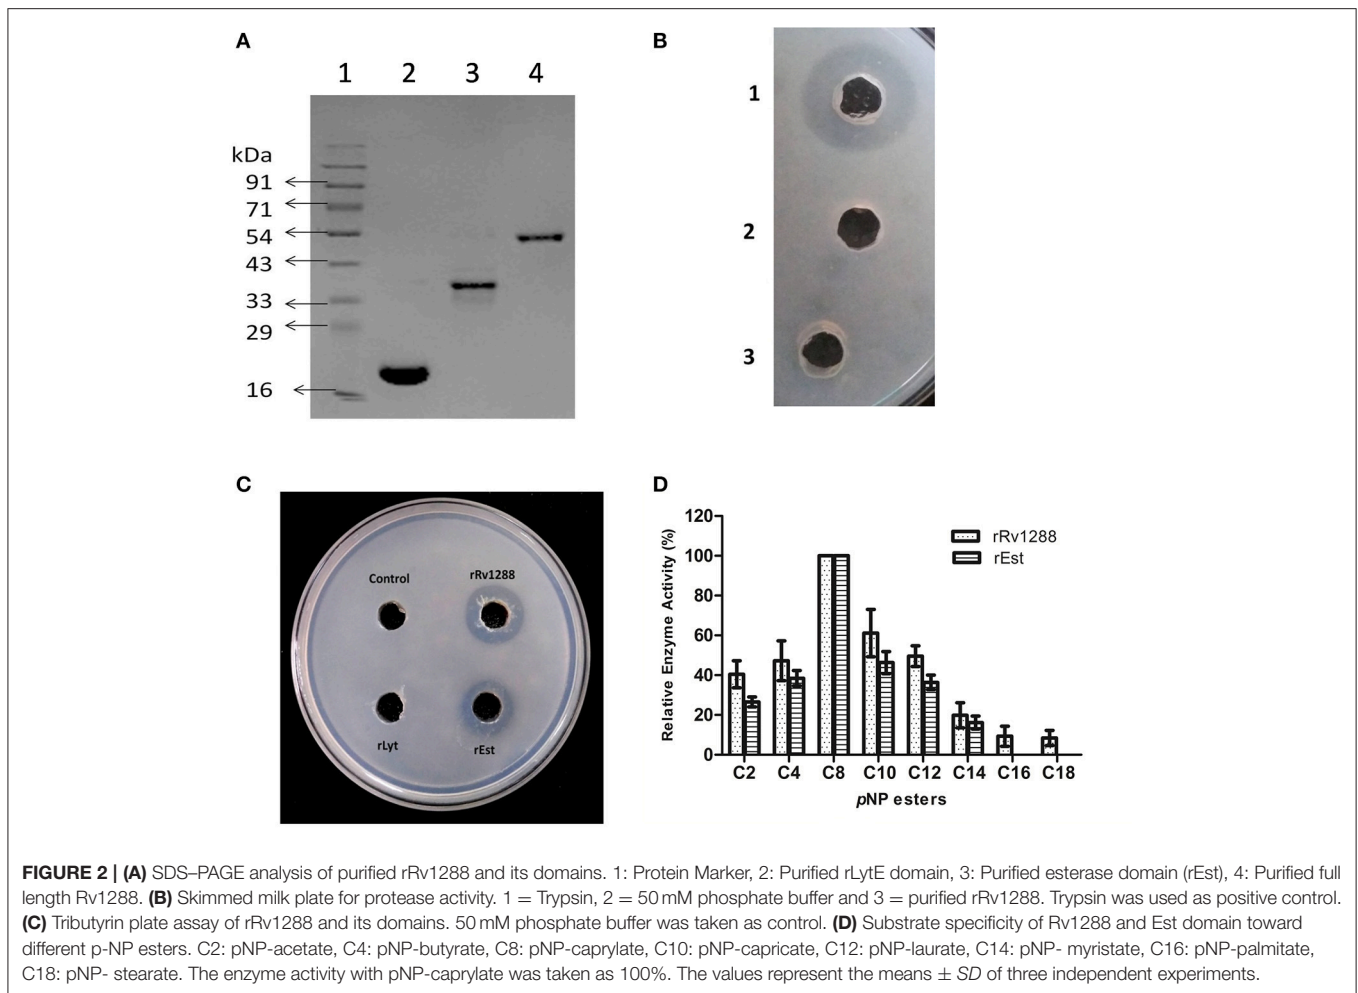 A
1 2 3 4
kDa
91
71
54
43
33
29
16
B
1
2
3
C
Control
rRv1288
rLyt
rEst
D
120
100
80
60
40
20
0
Relative Enzyme Activity (%)
rRv1288
rEst
C2 C4 C8 C10 C12 C14 C16 C18
pNP esters
FIGURE 2 | (A) SDS–PAGE analysis of purified rRv1288 and its domains. 1: Protein Marker, 2: Purified rLytE domain, 3: Purified esterase domain (rEst), 4: Purified full
length Rv1288. (B) Skimmed milk plate for protease activity. 1 = Trypsin, 2 = 50 mM phosphate buffer and 3 = purified rRv1288. Trypsin was used as positive control.
(C) Tributyrin plate assay of rRv1288 and its domains. 50 mM phosphate buffer was taken as control. (D) Substrate specificity of Rv1288 and Est domain toward
different p-NP esters. C2: pNP-acetate, C4: pNP-butyrate, C8: pNP-caprylate, C10: pNP-capricate, C12: pNP-laurate, C14: pNP- myristate, C16: pNP-palmitate,
C18: pNP- stearate. The enzyme activity with pNP-caprylate was taken as 100%. The values represent the means ± SD of three independent experiments.